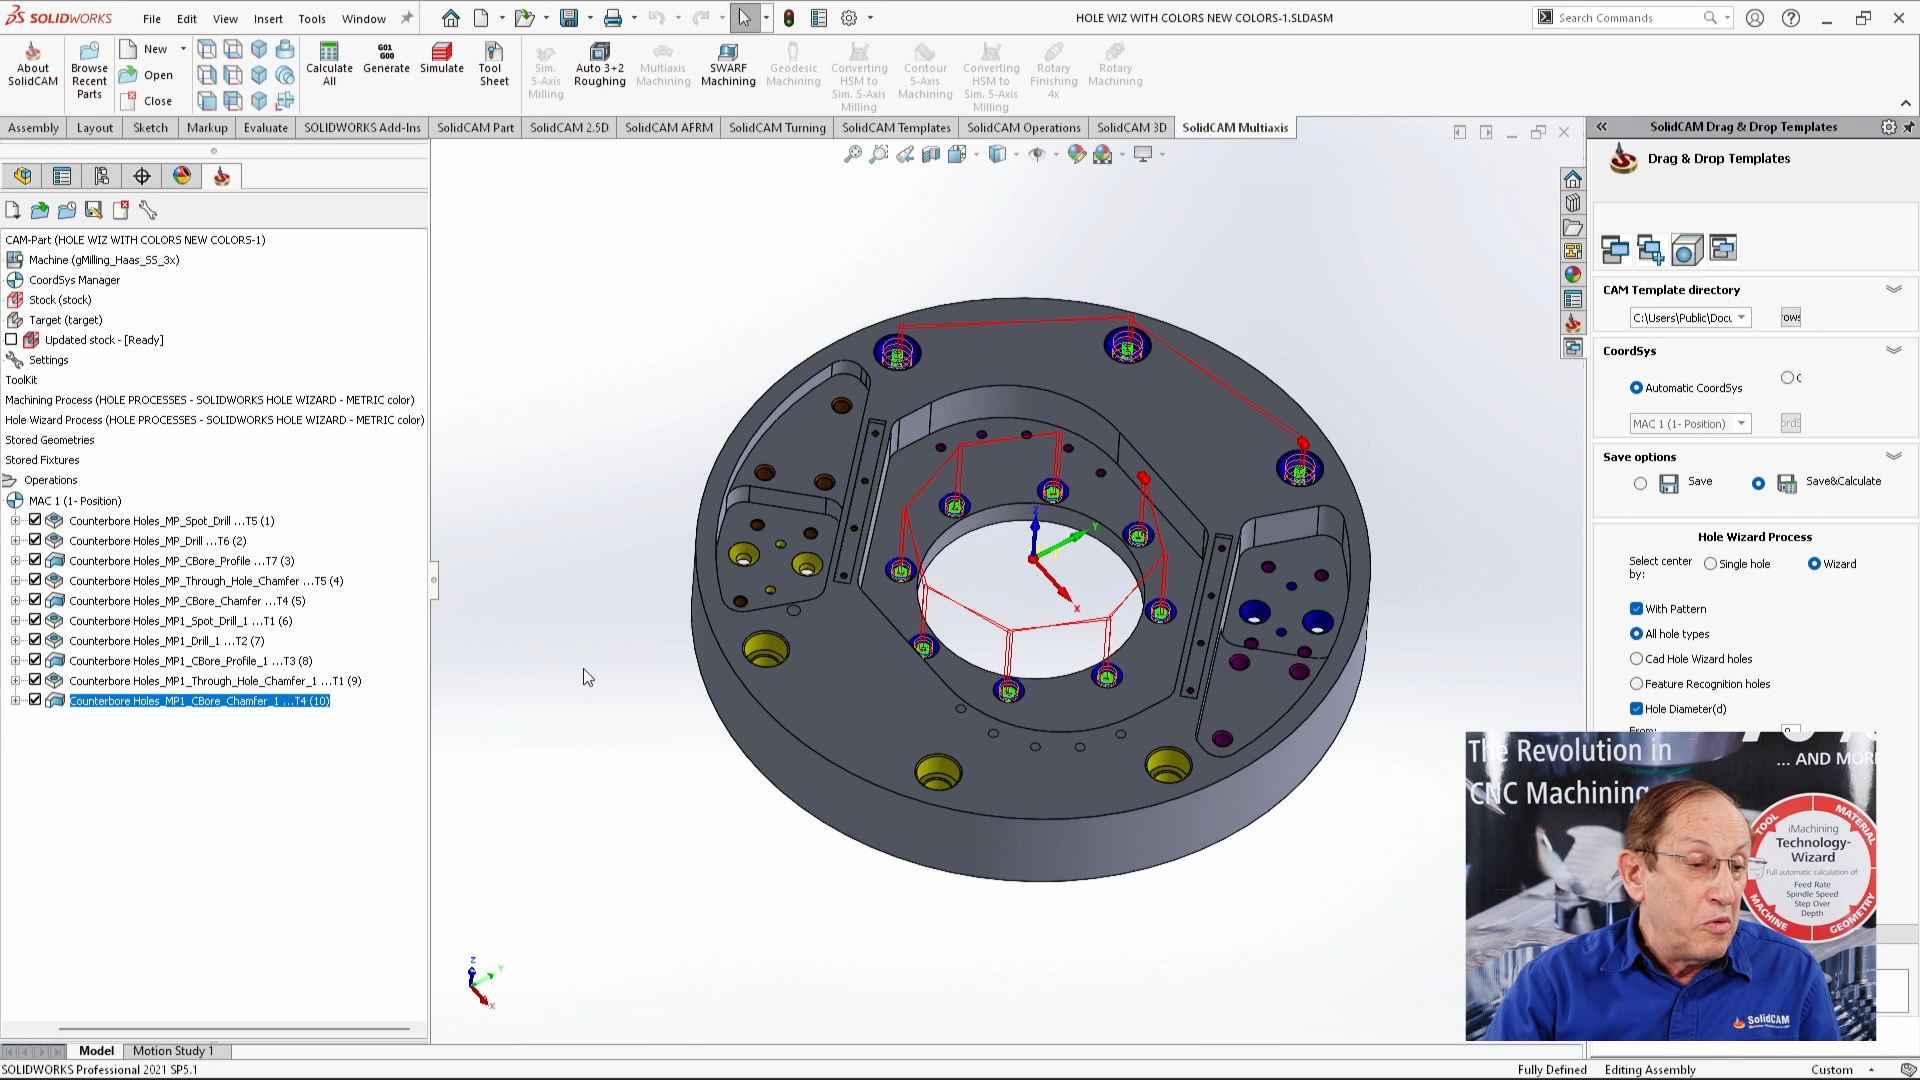 SOLIDWORKS
File Edit View Insert Tools Window
HOLE WIZ WITH COLORS NEW COLORS-1.SLDASM
Search Commands
About SolidCAM
Browse Recent Parts
New
Open
Close
Calculate All
G01 G00
Generate
Simulate
Tool Sheet
Sim. 5-Axis Milling
Auto 3+2 Roughing
Multiaxis Machining
SWARF Machining
Geodesic Machining
Converting HSM to Sim. 5-Axis Milling
Contour 5-Axis Machining
Converting HSM to Sim. 5-Axis Milling
Rotary Finishing 4x
Rotary Machining
Assembly Layout Sketch Markup Evaluate SOLIDWORKS Add-Ins SolidCAM Part SolidCAM 2.5D SolidCAM AFRM SolidCAM Turning SolidCAM Templates SolidCAM Operations SolidCAM 3D SolidCAM Multiaxis
CAM-Part (HOLE WIZ WITH COLORS NEW COLORS-1)
Machine (gMilling_Haas_SS_3x)
CoordSys Manager
Stock (stock)
Target (target)
Updated stock - [Ready]
Settings
ToolKit
Machining Process (HOLE PROCESSES - SOLIDWORKS HOLE WIZARD - METRIC color)
Hole Wizard Process (HOLE PROCESSES - SOLIDWORKS HOLE WIZARD - METRIC color)
Stored Geometries
Stored Fixtures
Operations
MAC 1 (1- Position)
Counterbore Holes_MP_Spot_Drill ...T5 (1)
Counterbore Holes_MP_Drill ...T6 (2)
Counterbore Holes_MP_CBore_Profile ...T7 (3)
Counterbore Holes_MP_Through_Hole_Chamfer ...T5 (4)
Counterbore Holes_MP_CBore_Chamfer ...T4 (5)
Counterbore Holes_MP1_Spot_Drill_1 ...T1 (6)
Counterbore Holes_MP1_Drill_1 ...T2 (7)
Counterbore Holes_MP1_CBore_Profile_1 ...T3 (8)
Counterbore Holes_MP1_Through_Hole_Chamfer_1 ...T1 (9)
Counterbore Holes_MP1_CBore_Chamfer_1 ...T4 (10)
Z
Y
X
Z
Y
X
SolidCAM Drag & Drop Templates
Drag & Drop Templates
CAM Template directory
C:\Users\Public\Docu
rows
CoordSys
Automatic CoordSys
C
MAC 1 (1- Position)
Save options
Save
Save&Calculate
Hole Wizard Process
Select center by:
Single hole
Wizard
With Pattern
All hole types
Cad Hole Wizard holes
Feature Recognition holes
Hole Diameter(d)
The Revolution in
CNC Machining
... AND MOR
TOOL
MATERIAL
MACHINE
GEOMETRY
iMachining
Technology-
Wizard
Full automatic calculation of
Feed Rate
Spindle Speed
Step Over
Depth
SolidCAM
Model Motion Study 1
SOLIDWORKS Professional 2021 SP5.1
Fully Defined Editing Assembly Custom